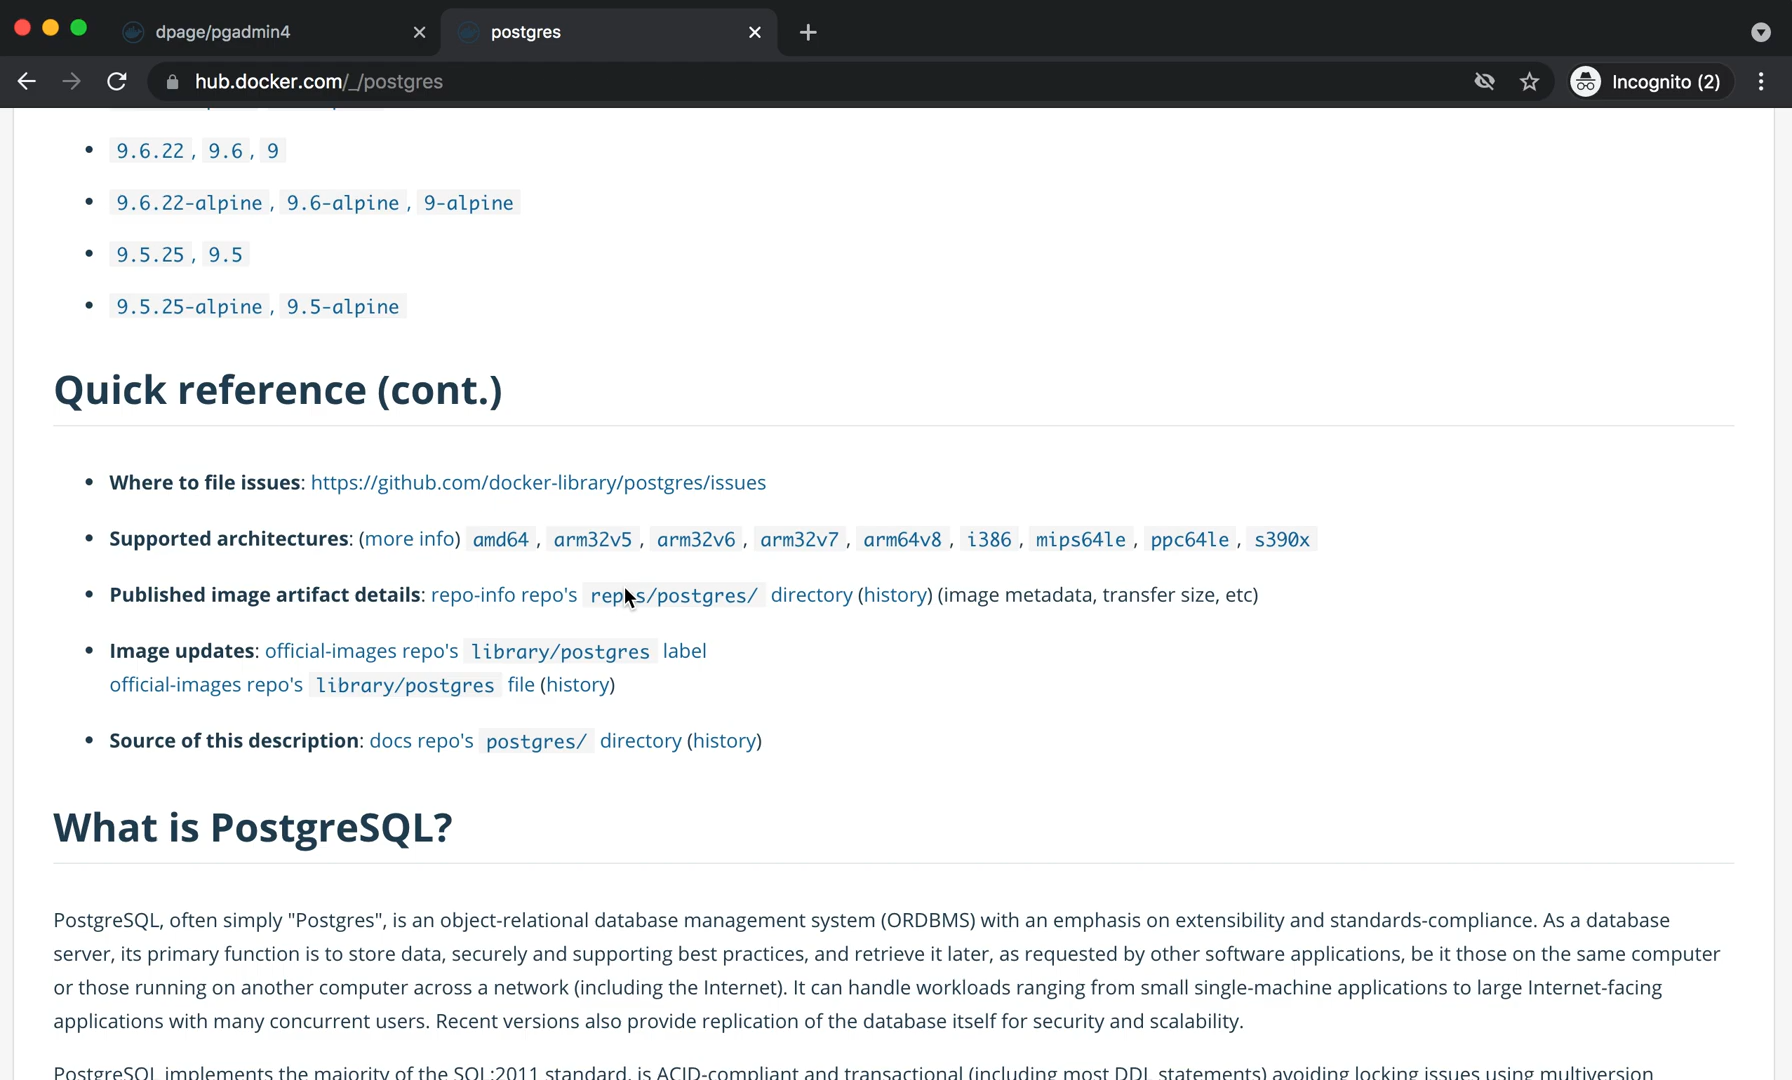 dpage/pgadmin4
postgres
hub.docker.com/_/postgres
Incognito (2)
9.6.22, 9.6, 9
9.6.22-alpine, 9.6-alpine, 9-alpine
9.5.25, 9.5
9.5.25-alpine, 9.5-alpine
Quick reference (cont.)
Where to file issues: https://github.com/docker-library/postgres/issues
Supported architectures: (more info) amd64, arm32v5, arm32v6, arm32v7, arm64v8, i386, mips64le, ppc64le, s390x
Published image artifact details: repo-info repo's repos/postgres/ directory (history) (image metadata, transfer size, etc)
Image updates: official-images repo's library/postgres label
official-images repo's library/postgres file (history)
Source of this description: docs repo's postgres/ directory (history)
What is PostgreSQL?
PostgreSQL, often simply "Postgres", is an object-relational database management system (ORDBMS) with an emphasis on extensibility and standards-compliance. As a database
server, its primary function is to store data, securely and supporting best practices, and retrieve it later, as requested by other software applications, be it those on the same computer
or those running on another computer across a network (including the Internet). It can handle workloads ranging from small single-machine applications to large Internet-facing
applications with many concurrent users. Recent versions also provide replication of the database itself for security and scalability.
PostgreSQL implements the majority of the SQL:2011 standard, is ACID-compliant and transactional (including most DDL statements) avoiding locking issues using multiversion